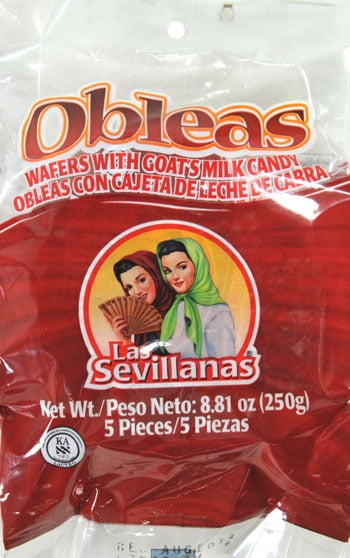 Obleas
WAFERS WITH GOAT'S MILK CANDY
OBLEAS CON CAJETA DE LECHE DE CABRA
Las
Sevillanas®
Net Wt./Peso Neto: 8.81 oz (250g)
5 Pieces/5 Piezas
KA